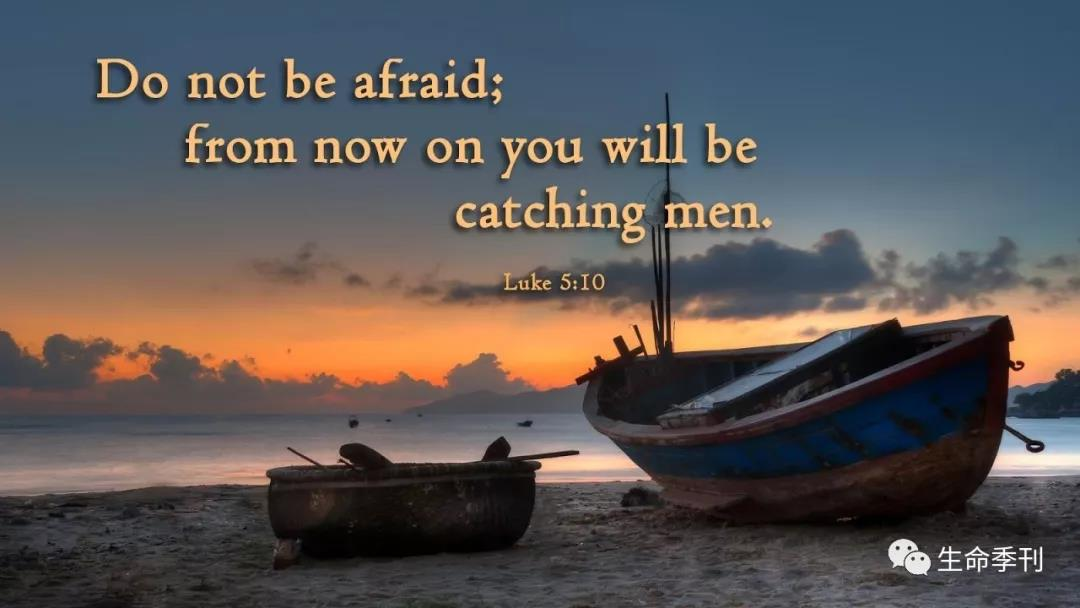 Do not be afraid;
from now on you will be
catching men.
Luke 5:10
生命季刊